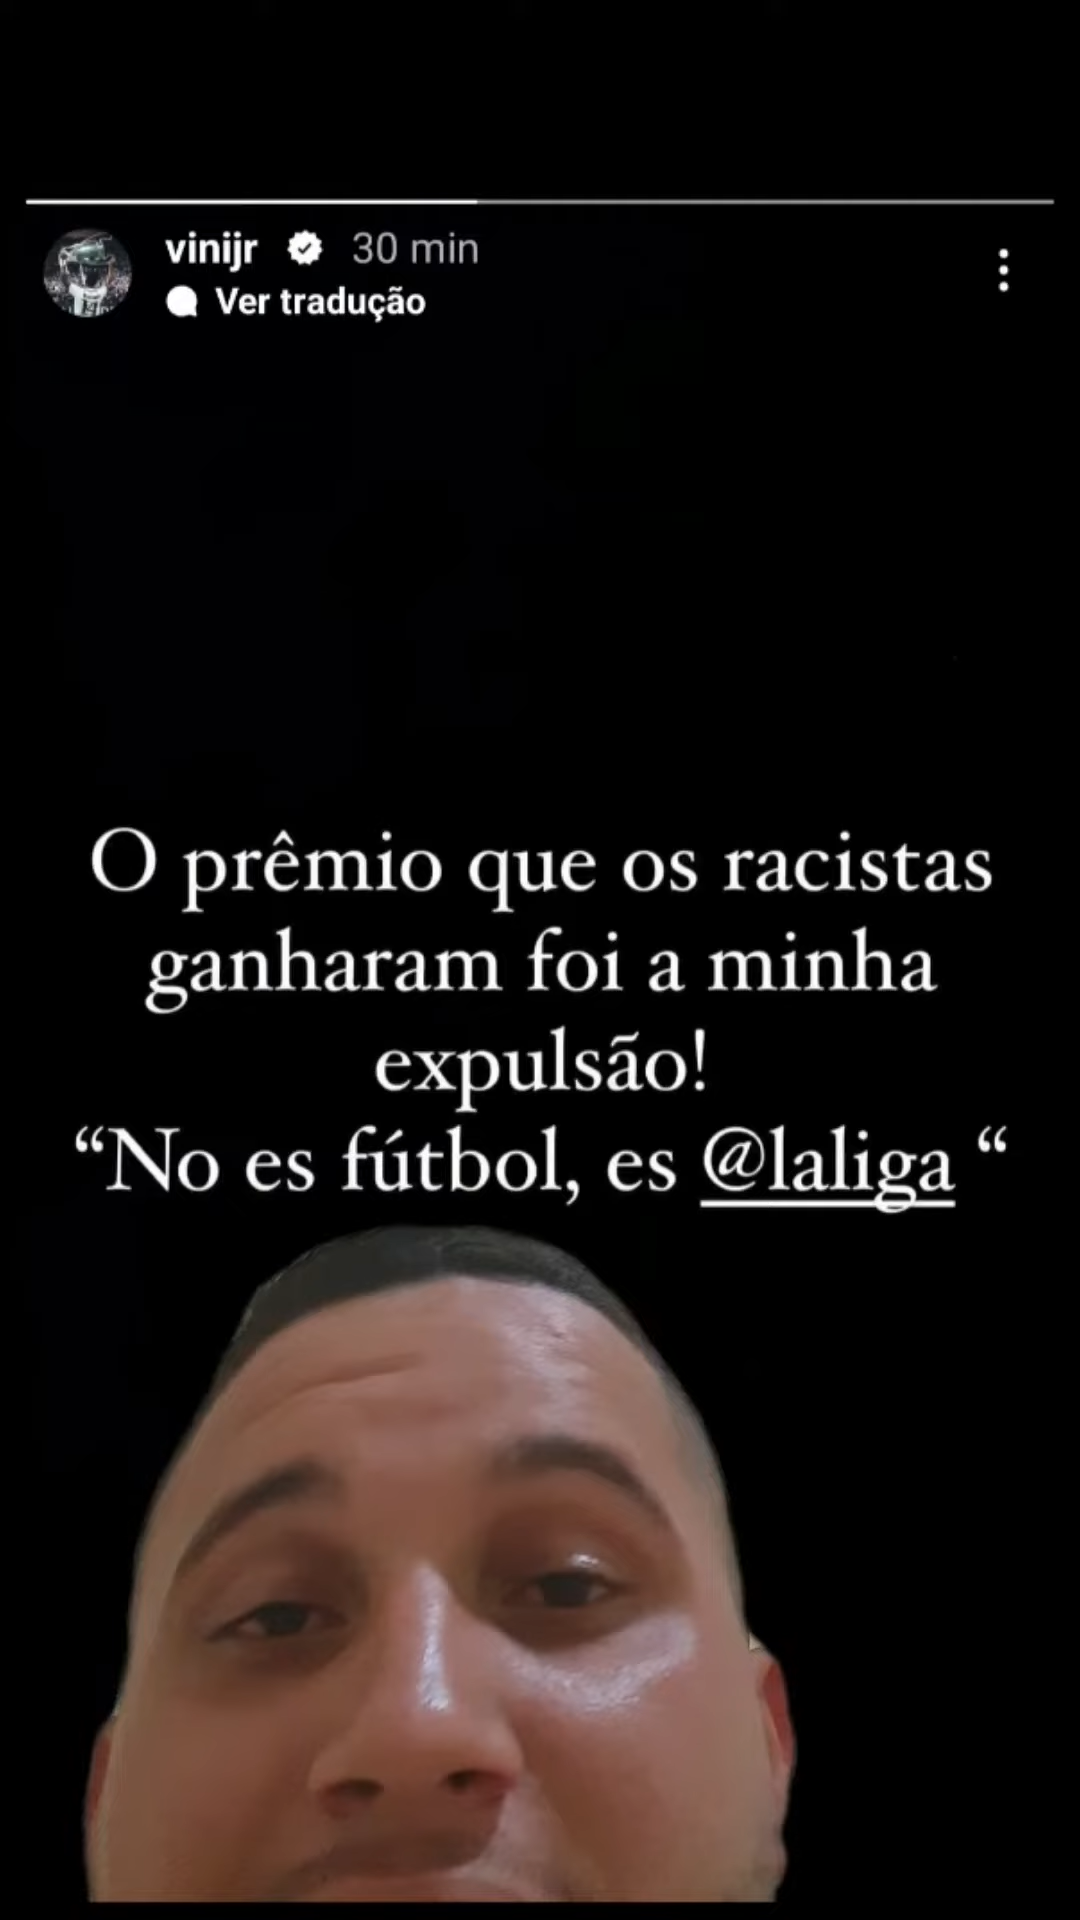 vinijr 30 min
Ver tradução
O prêmio que os racistas
ganharam foi a minha
expulsão!
“No es fútbol, es @laliga “